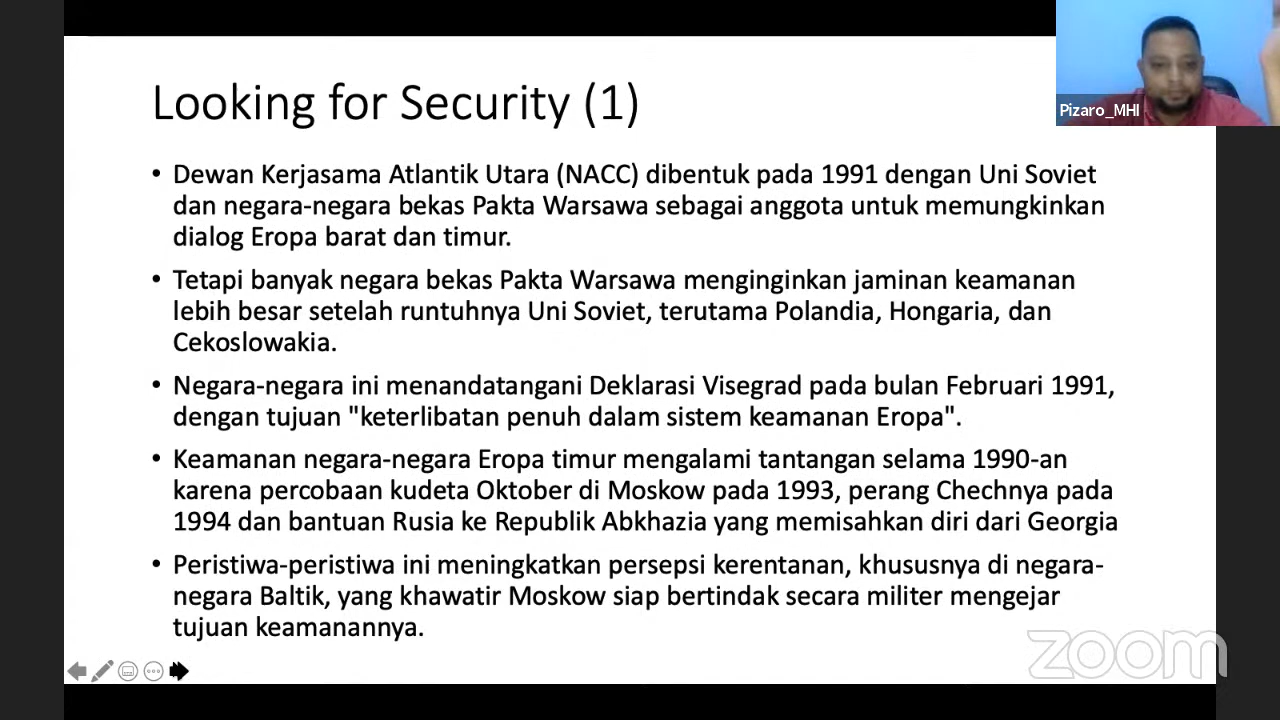 Looking for Security (1)
Pizaro_MHI
• Dewan Kerjasama Atlantik Utara (NACC) dibentuk pada 1991 dengan Uni Soviet
dan negara-negara bekas Pakta Warsawa sebagai anggota untuk memungkinkan
dialog Eropa barat dan timur.
• Tetapi banyak negara bekas Pakta Warsawa menginginkan jaminan keamanan
lebih besar setelah runtuhnya Uni Soviet, terutama Polandia, Hongaria, dan
Cekoslowakia.
• Negara-negara ini menandatangani Deklarasi Visegrad pada bulan Februari 1991,
dengan tujuan "keterlibatan penuh dalam sistem keamanan Eropa".
• Keamanan negara-negara Eropa timur mengalami tantangan selama 1990-an
karena percobaan kudeta Oktober di Moskow pada 1993, perang Chechnya pada
1994 dan bantuan Rusia ke Republik Abkhazia yang memisahkan diri dari Georgia
• Peristiwa-peristiwa ini meningkatkan persepsi kerentanan, khususnya di negara-
negara Baltik, yang khawatir Moskow siap bertindak secara militer mengejar
tujuan keamanannya.
zoom